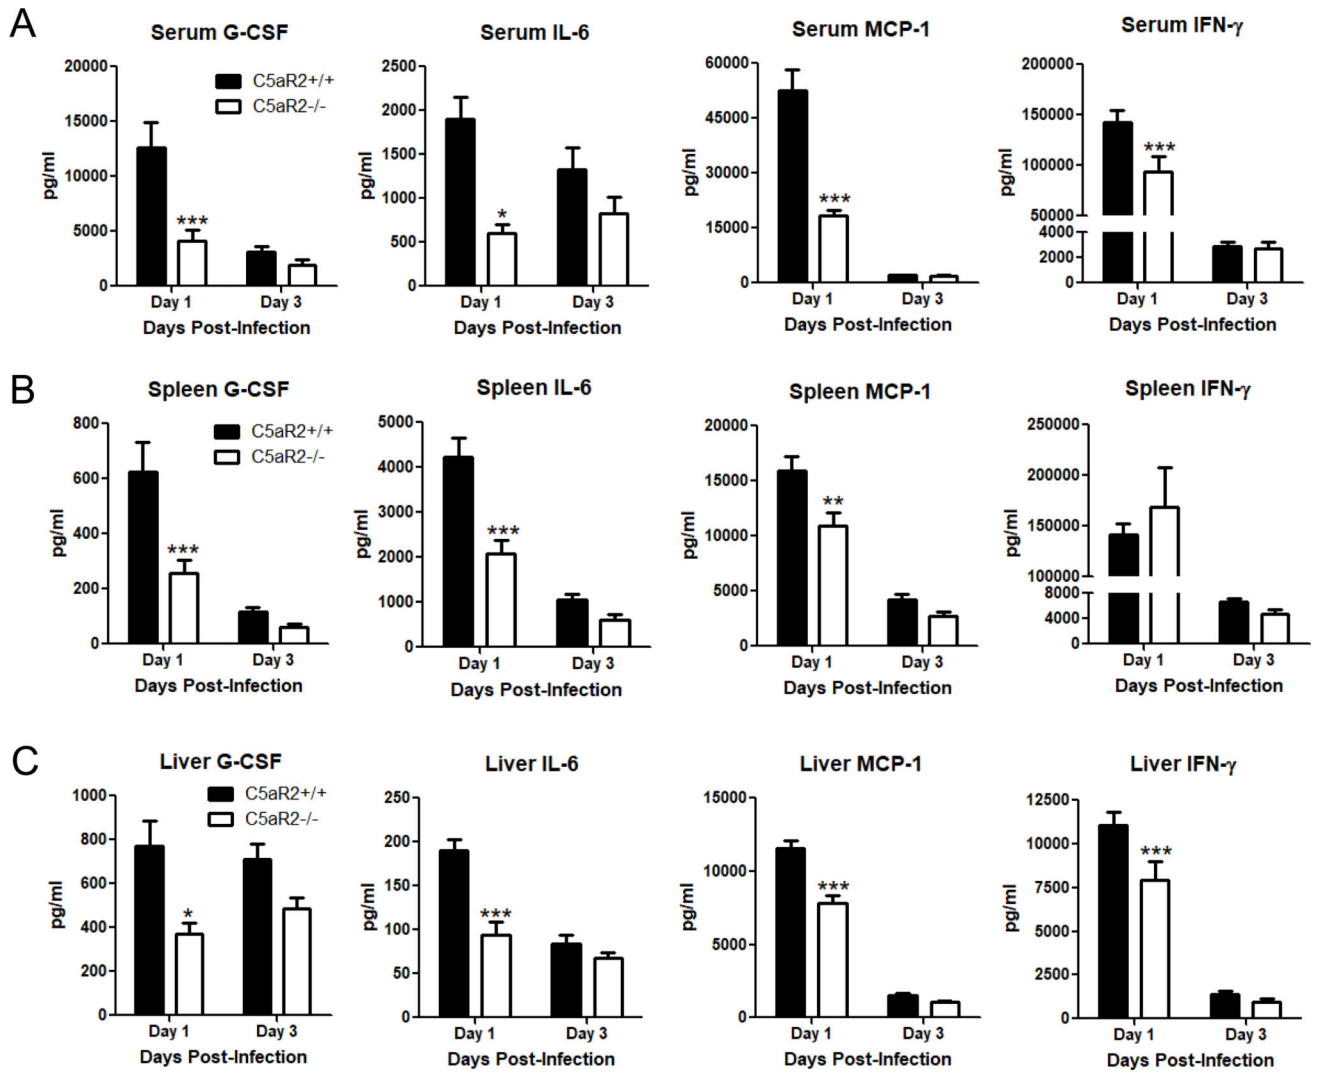 A
Serum G-CSF
20000
15000
10000
5000
0
pg/ml
C5aR2+/+
C5aR2-/-
***
Day 1
Day 3
Days Post-Infection
Serum IL-6
2500
2000
1500
1000
500
0
pg/ml
*
Day 1
Day 3
Days Post-Infection
Serum MCP-1
60000
45000
30000
15000
0
pg/ml
***
Day 1
Day 3
Days Post-Infection
Serum IFN-γ
200000
150000
100000
50000
4000
2000
0
pg/ml
***
Day 1
Day 3
Days Post-Infection
B
Spleen G-CSF
800
600
400
200
0
pg/ml
C5aR2+/+
C5aR2-/-
***
Day 1
Day 3
Days Post-Infection
Spleen IL-6
5000
4000
3000
2000
1000
0
pg/ml
***
Day 1
Day 3
Days Post-Infection
Spleen MCP-1
20000
15000
10000
5000
0
pg/ml
**
Day 1
Day 3
Days Post-Infection
Spleen IFN-γ
250000
200000
150000
100000
8000
4000
0
pg/ml
Day 1
Day 3
Days Post-Infection
C
Liver G-CSF
1000
800
600
400
200
0
pg/ml
C5aR2+/+
C5aR2-/-
*
Day 1
Day 3
Days Post-Infection
Liver IL-6
250
200
150
100
50
0
pg/ml
***
Day 1
Day 3
Days Post-Infection
Liver MCP-1
15000
10000
5000
0
pg/ml
***
Day 1
Day 3
Days Post-Infection
Liver IFN-γ
12500
10000
7500
5000
2500
0
pg/ml
***
Day 1
Day 3
Days Post-Infection